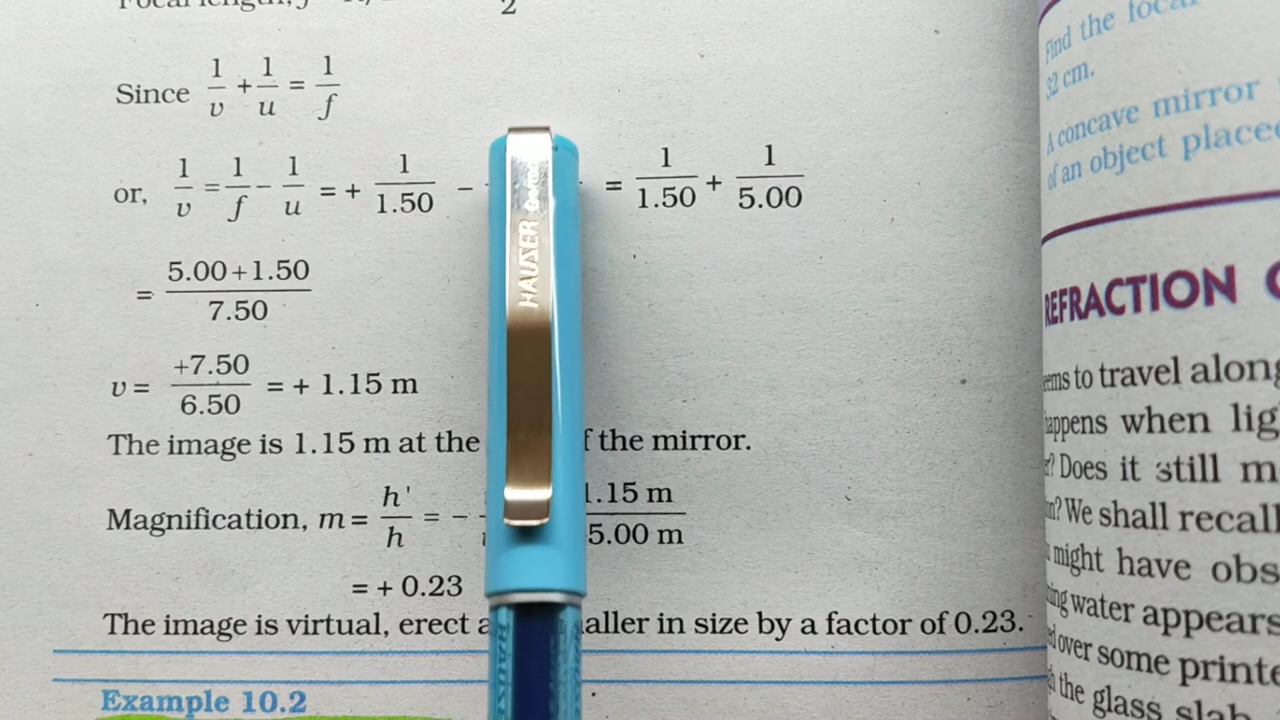 2
Since 1/v + 1/u = 1/f
or, 1/v = 1/f − 1/u = + 1/1.50 − = 1/1.50 + 1/5.00
= 5.00+1.50/7.50
v = +7.50/6.50 = + 1.15 m
The image is 1.15 m at the f the mirror.
Magnification, m = h'/h = − 1.15 m/5.00 m
= + 0.23
The image is virtual, erect a aller in size by a factor of 0.23.
Example 10.2
HAUSER
Find the focal
32 cm.
A concave mirror
of an object placed
REFRACTION
to travel along
when lig
Does it still m
We shall recall
might have obs
water appears
over some printe
the glass slab